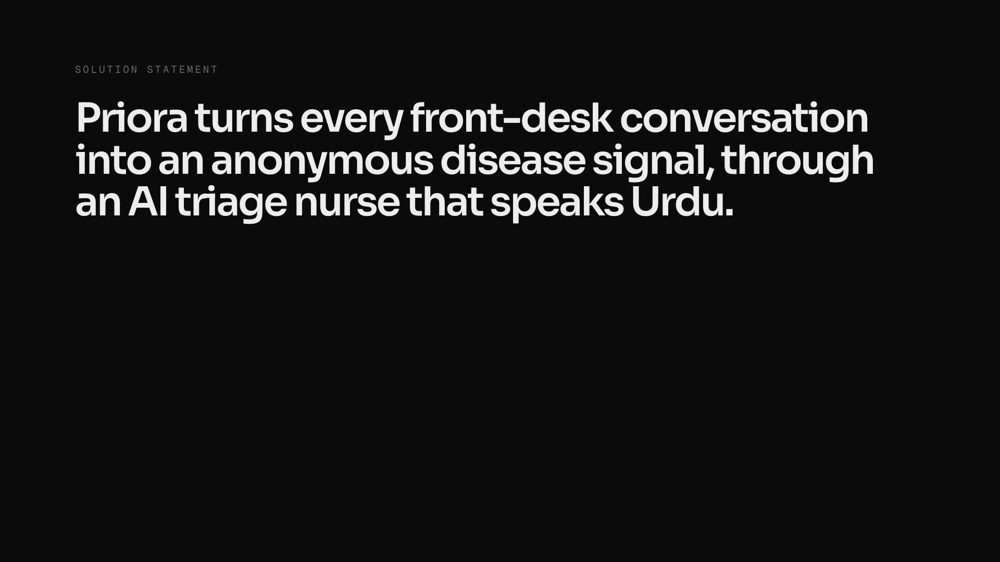 SOLUTION STATEMENT
Priora turns every front-desk conversation
into an anonymous disease signal, through
an AI triage nurse that speaks Urdu.